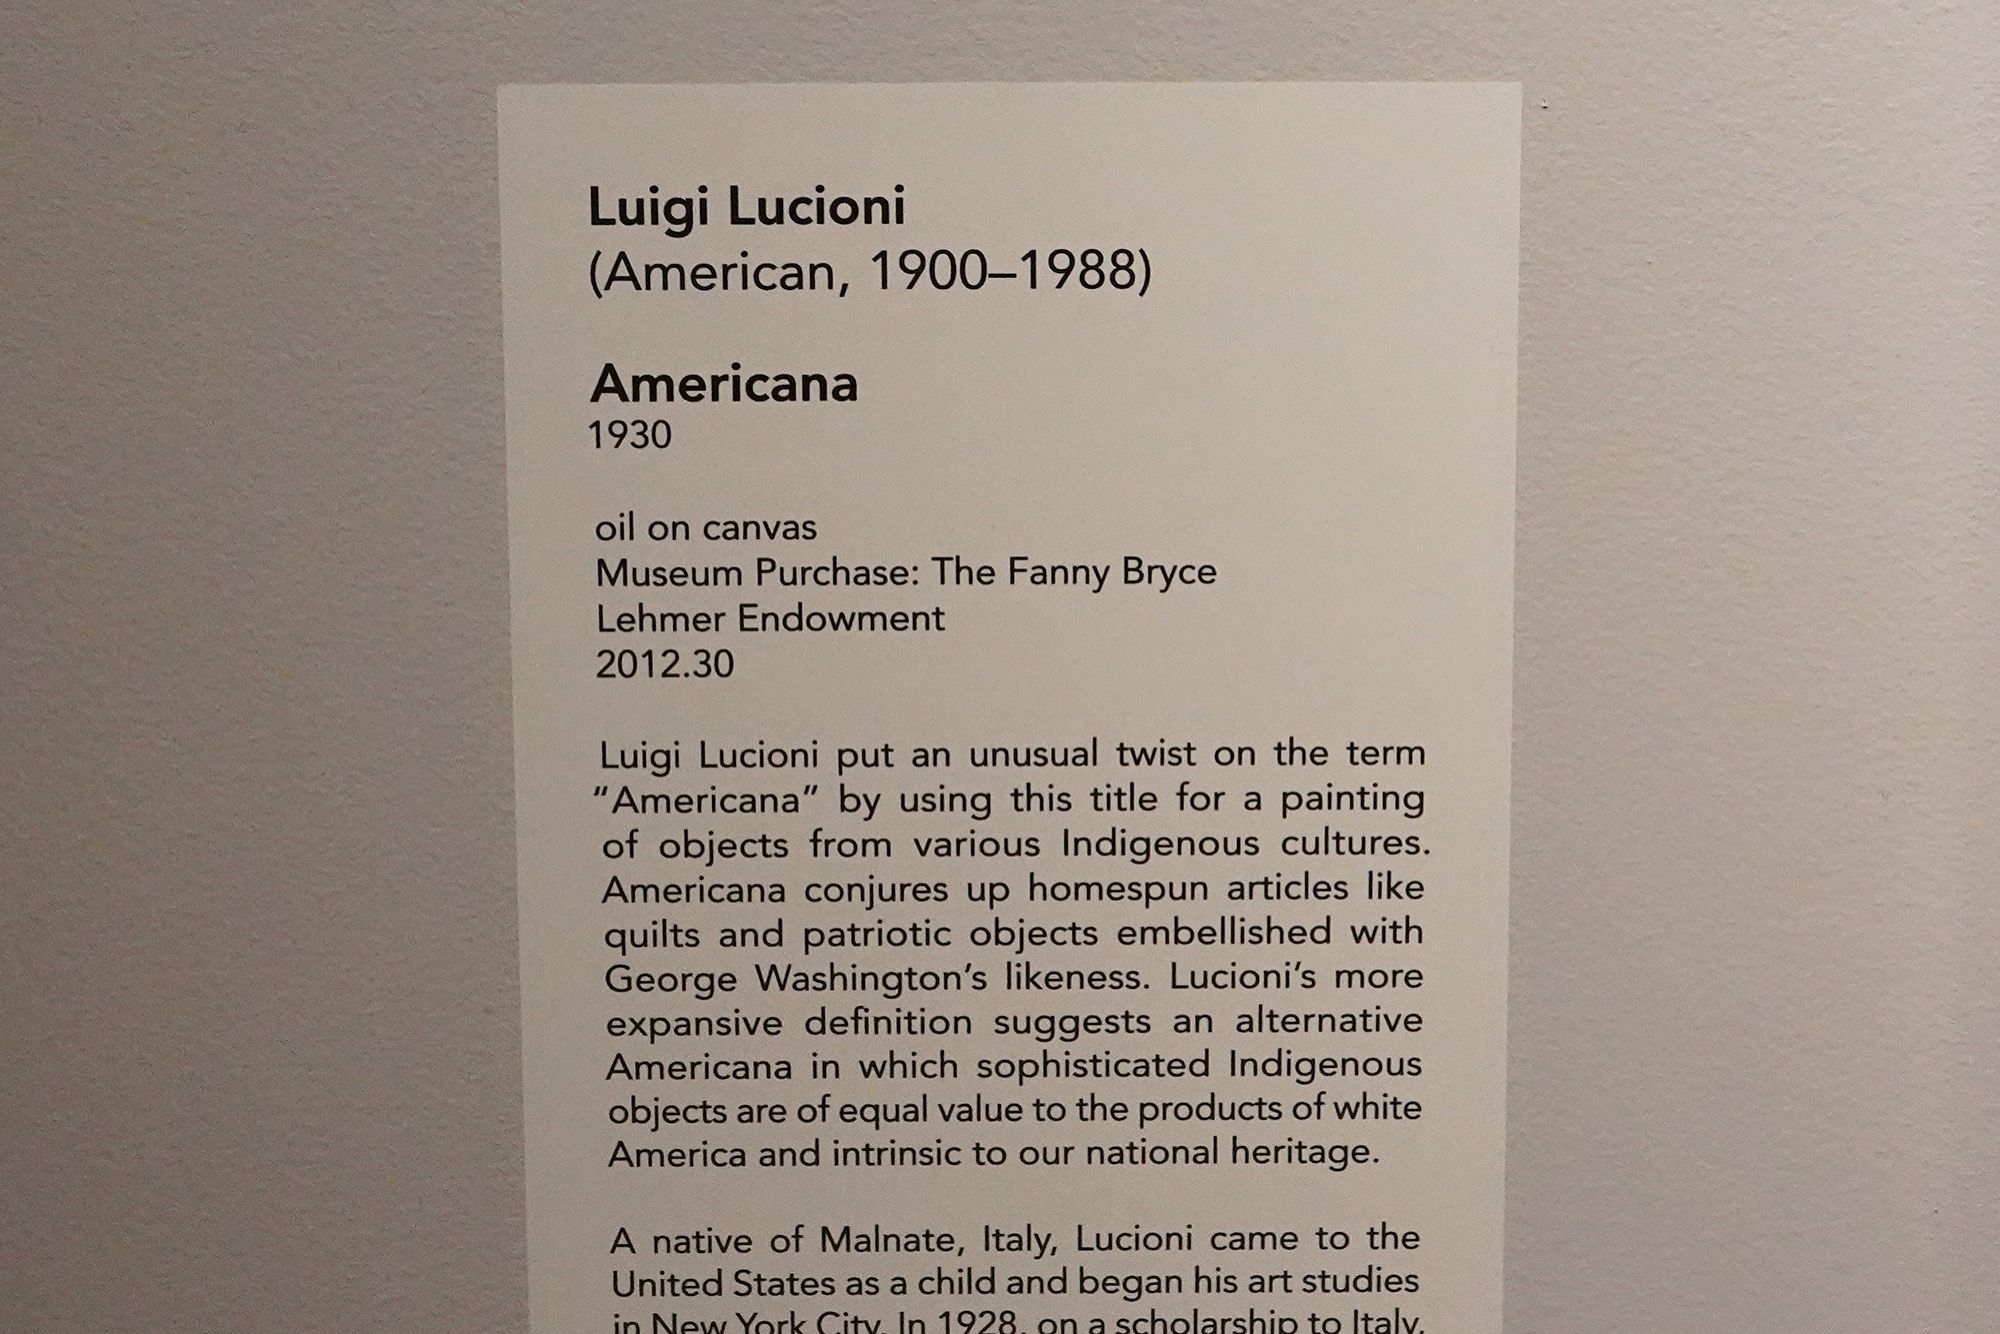 Luigi Lucioni
(American, 1900–1988)
Americana
1930
oil on canvas
Museum Purchase: The Fanny Bryce
Lehmer Endowment
2012.30
Luigi Lucioni put an unusual twist on the term
"Americana" by using this title for a painting
of objects from various Indigenous cultures.
Americana conjures up homespun articles like
quilts and patriotic objects embellished with
George Washington's likeness. Lucioni's more
expansive definition suggests an alternative
Americana in which sophisticated Indigenous
objects are of equal value to the products of white
America and intrinsic to our national heritage.
A native of Malnate, Italy, Lucioni came to the
United States as a child and began his art studies
in New York City. In 1928, on a scholarship to Italy,